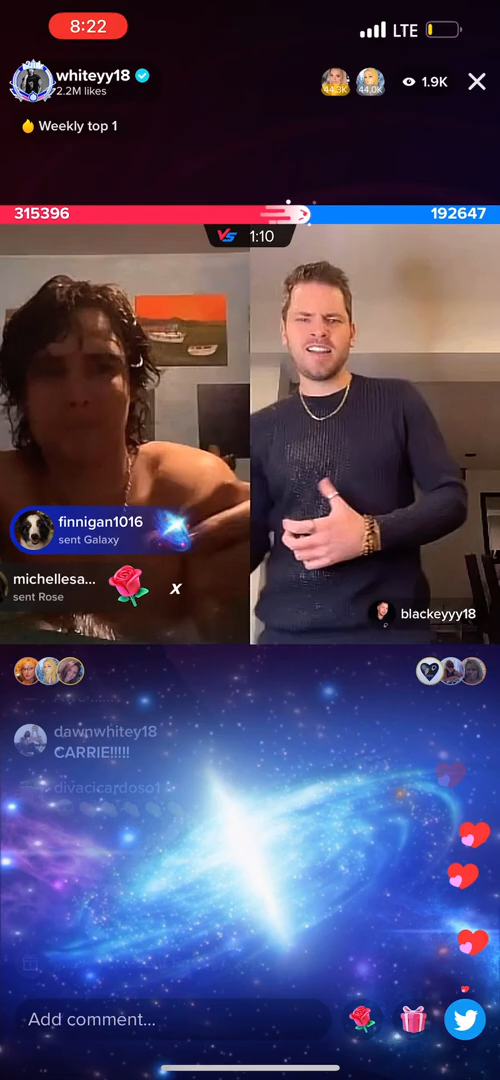 8:22
LTE
whiteyy18
2.2M likes
44.3K
44.0K
1.9K
Weekly top 1
315396
192647
VS 1:10
finnigan1016
sent Galaxy
michellesa...
sent Rose
x
blackeyyy18
dawnwhitey18
CARRIE!!!!!
divacicardoso1
Add comment...